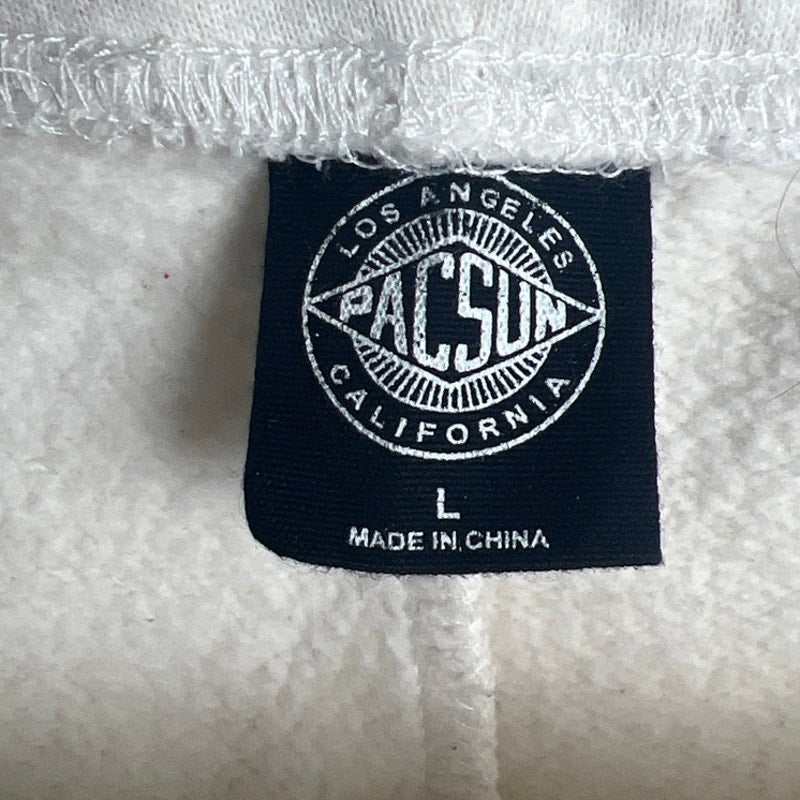 LOS ANGELES
PACSUN
CALIFORNIA
L
MADE IN CHINA